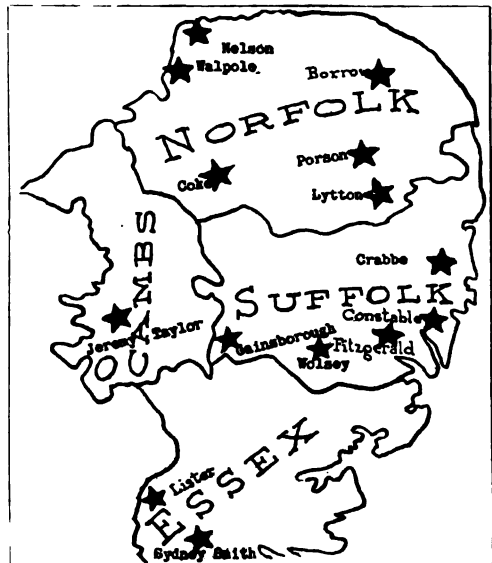 Nelson
Walpole.
Borrow
NORFOLK
Porson
Coke
Lytton
CAMBS
Crabbe
SUFFOLK
Constable
Jeremy Taylor
Gainsborough
Fitzgerald
Wolsey
ESSEX
Lister
Sydney Smith